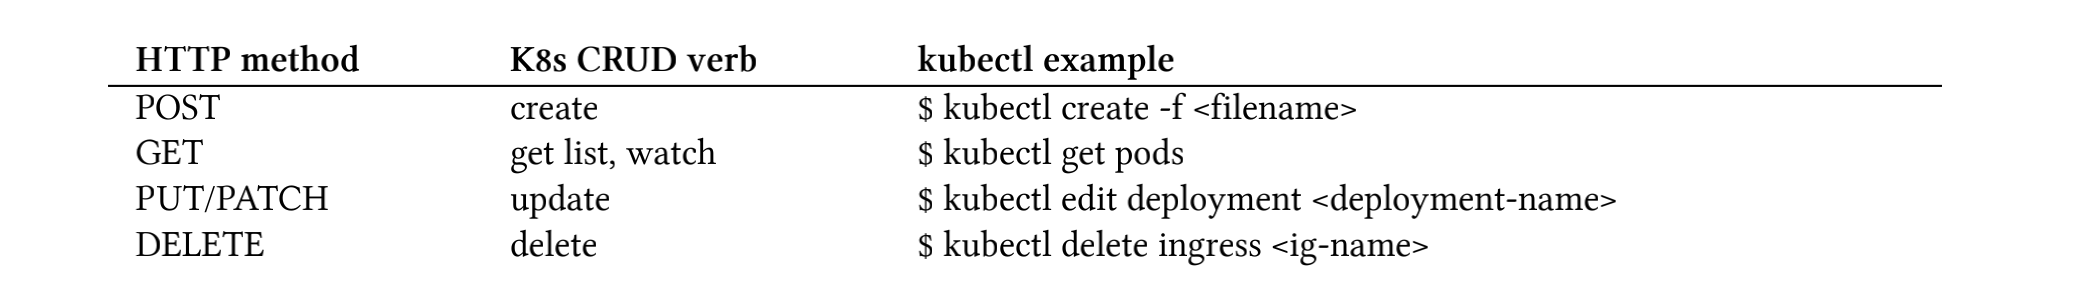 HTTP method K8s CRUD verb kubectl example
POST create $ kubectl create -f <filename>
GET get list, watch $ kubectl get pods
PUT/PATCH update $ kubectl edit deployment <deployment-name>
DELETE delete $ kubectl delete ingress <ig-name>